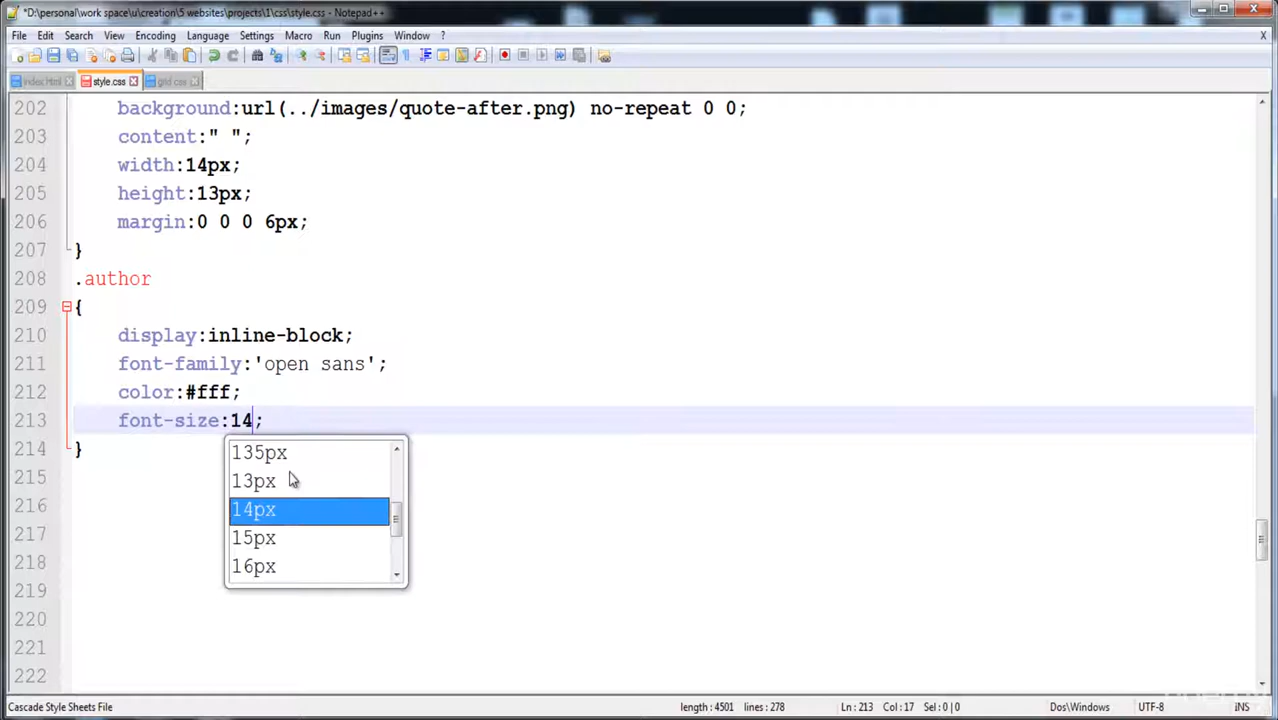 *D:\personal\work space\u\creation\5 websites\projects\1\css\style.css - Notepad++
File Edit Search View Encoding Language Settings Macro Run Plugins Window ? X
index.html style.css grid.css
202 background:url(../images/quote-after.png) no-repeat 0 0;
203 content:" ";
204 width:14px;
205 height:13px;
206 margin:0 0 0 6px;
207 }
208 .author
209 {
210 display:inline-block;
211 font-family:'open sans';
212 color:#fff;
213 font-size:14;
214 }
135px
13px
14px
15px
16px
215
216
217
218
219
220
221
222
Cascade Style Sheets File length : 4501 lines : 278 Ln : 213 Col : 17 Sel : 0 | 0 Dos\Windows UTF-8 INS